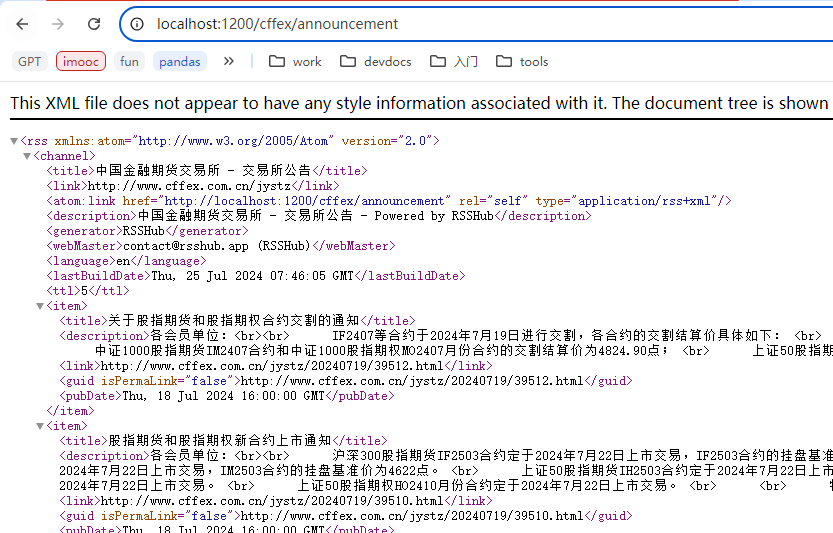 localhost:1200/cffex/announcement
GPT imooc fun pandas » work devdocs 入门 tools
This XML file does not appear to have any style information associated with it. The document tree is shown
▼<rss xmlns:atom="http://www.w3.org/2005/Atom" version="2.0">
▼<channel>
<title>中国金融期货交易所 - 交易所公告</title>
<link>http://www.cffex.com.cn/jystz</link>
<atom:link href="http://localhost:1200/cffex/announcement" rel="self" type="application/rss+xml"/>
<description>中国金融期货交易所 - 交易所公告 - Powered by RSSHub</description>
<generator>RSSHub</generator>
<webMaster>contact@rsshub.app (RSSHub)</webMaster>
<language>en</language>
<lastBuildDate>Thu, 25 Jul 2024 07:46:05 GMT</lastBuildDate>
<ttl>5</ttl>
▼<item>
<title>关于股指期货和股指期权合约交割的通知</title>
<description>各会员单位：<br><br> IF2407等合约于2024年7月19日进行交割，各合约的交割结算价具体如下： <br>
中证1000股指期货IM2407合约和中证1000股指期权MO2407月份合约的交割结算价为4824.90点； <br> 上证50股指期
<link>http://www.cffex.com.cn/jystz/20240719/39512.html</link>
<guid isPermaLink="false">http://www.cffex.com.cn/jystz/20240719/39512.html</guid>
<pubDate>Thu, 18 Jul 2024 16:00:00 GMT</pubDate>
</item>
▼<item>
<title>股指期货和股指期权新合约上市通知</title>
<description>各会员单位：<br><br> 沪深300股指期货IF2503合约定于2024年7月22日上市交易，IF2503合约的挂盘基准
2024年7月22日上市交易，IM2503合约的挂盘基准价为4622点。 <br> 上证50股指期货IH2503合约定于2024年7月22日上市
2024年7月22日上市交易。 <br> 上证50股指期权HO2410月份合约定于2024年7月22日上市交易。 <br> <br> 特
<link>http://www.cffex.com.cn/jystz/20240719/39510.html</link>
<guid isPermaLink="false">http://www.cffex.com.cn/jystz/20240719/39510.html</guid>
<pubDate>Thu, 18 Jul 2024 16:00:00 GMT</pubDate>